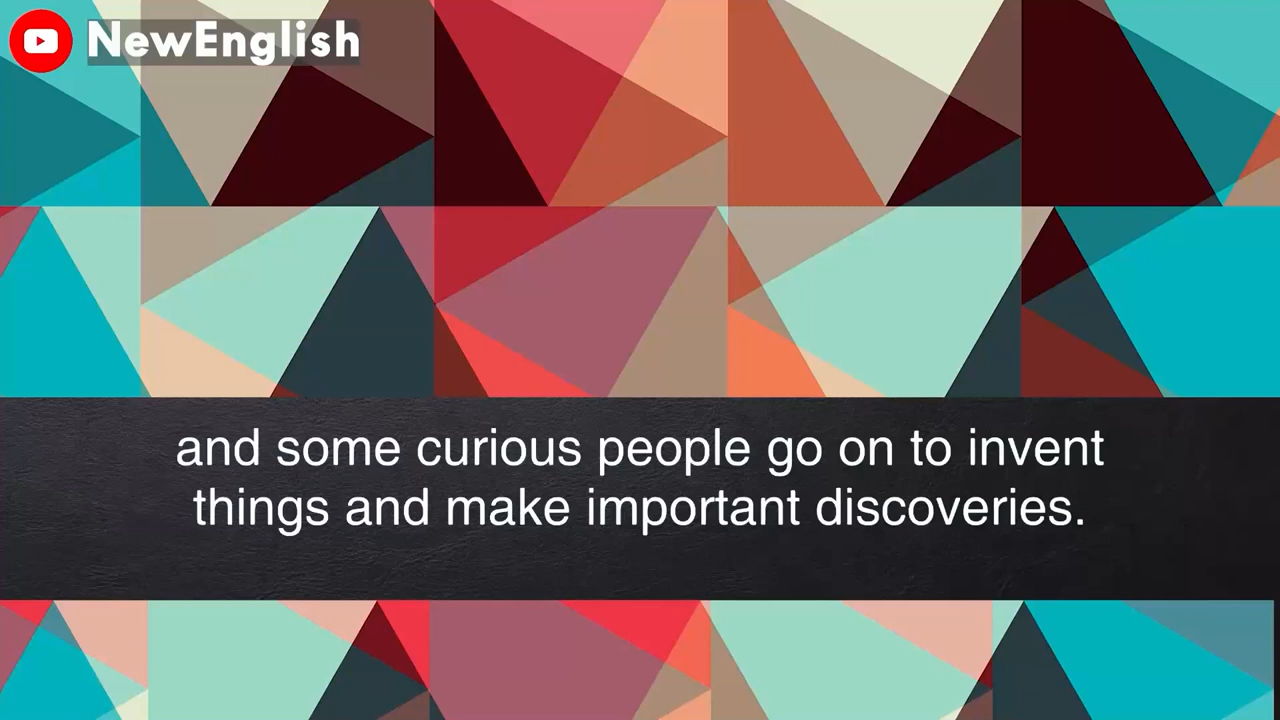 NewEnglish
and some curious people go on to invent
things and make important discoveries.